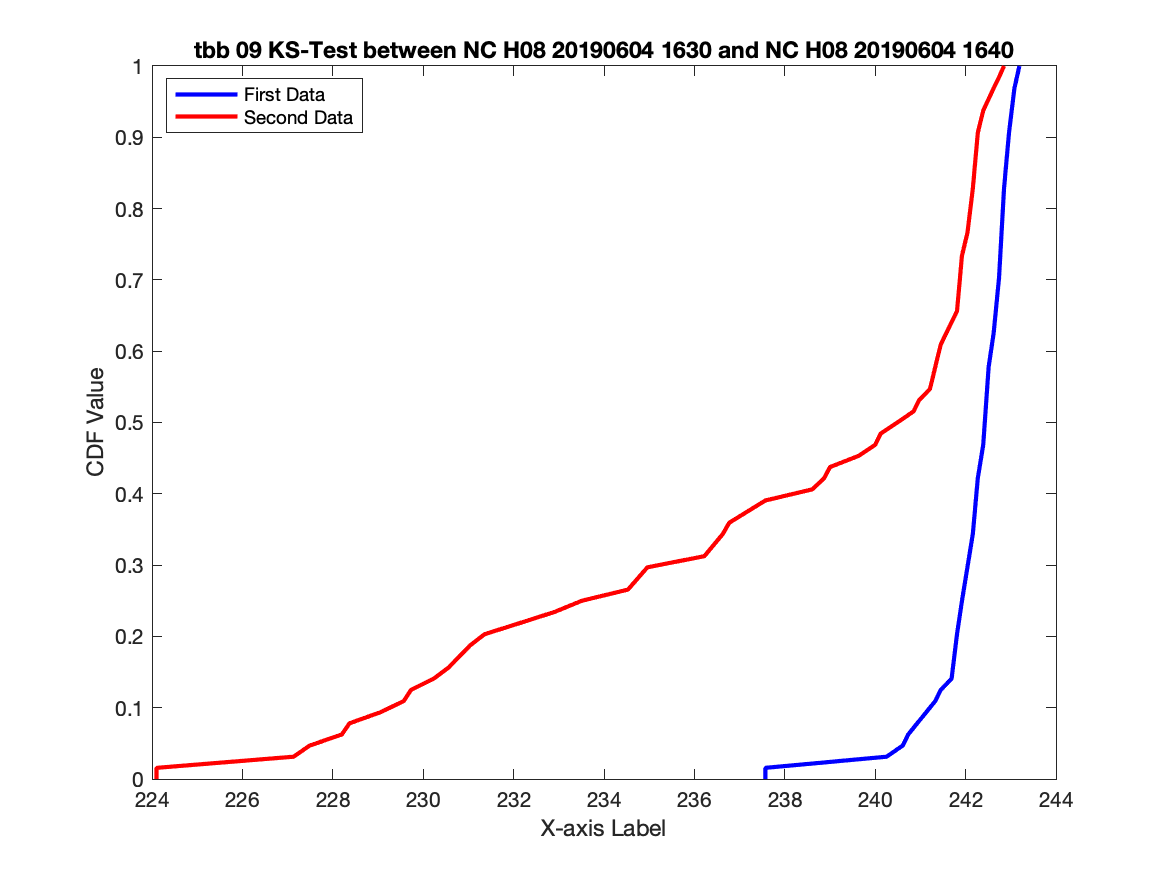 tbb 09 KS-Test between NC H08 20190604 1630 and NC H08 20190604 1640
First Data
Second Data
1
0.9
0.8
0.7
0.6
0.5
0.4
0.3
0.2
0.1
0
CDF Value
224 226 228 230 232 234 236 238 240 242 244
X-axis Label